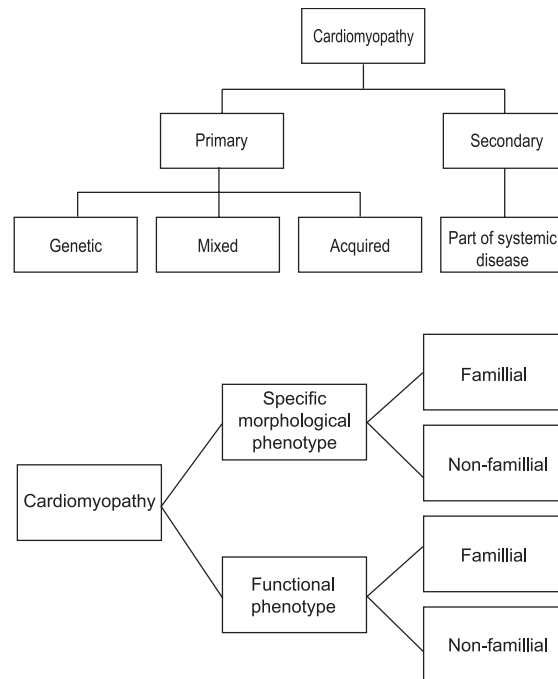 Cardiomyopathy
Primary
Secondary
Genetic
Mixed
Acquired
Part of systemic
disease
Specific
morphological
phenotype
Famillial
Non-famillial
Cardiomyopathy
Functional
phenotype
Famillial
Non-famillial